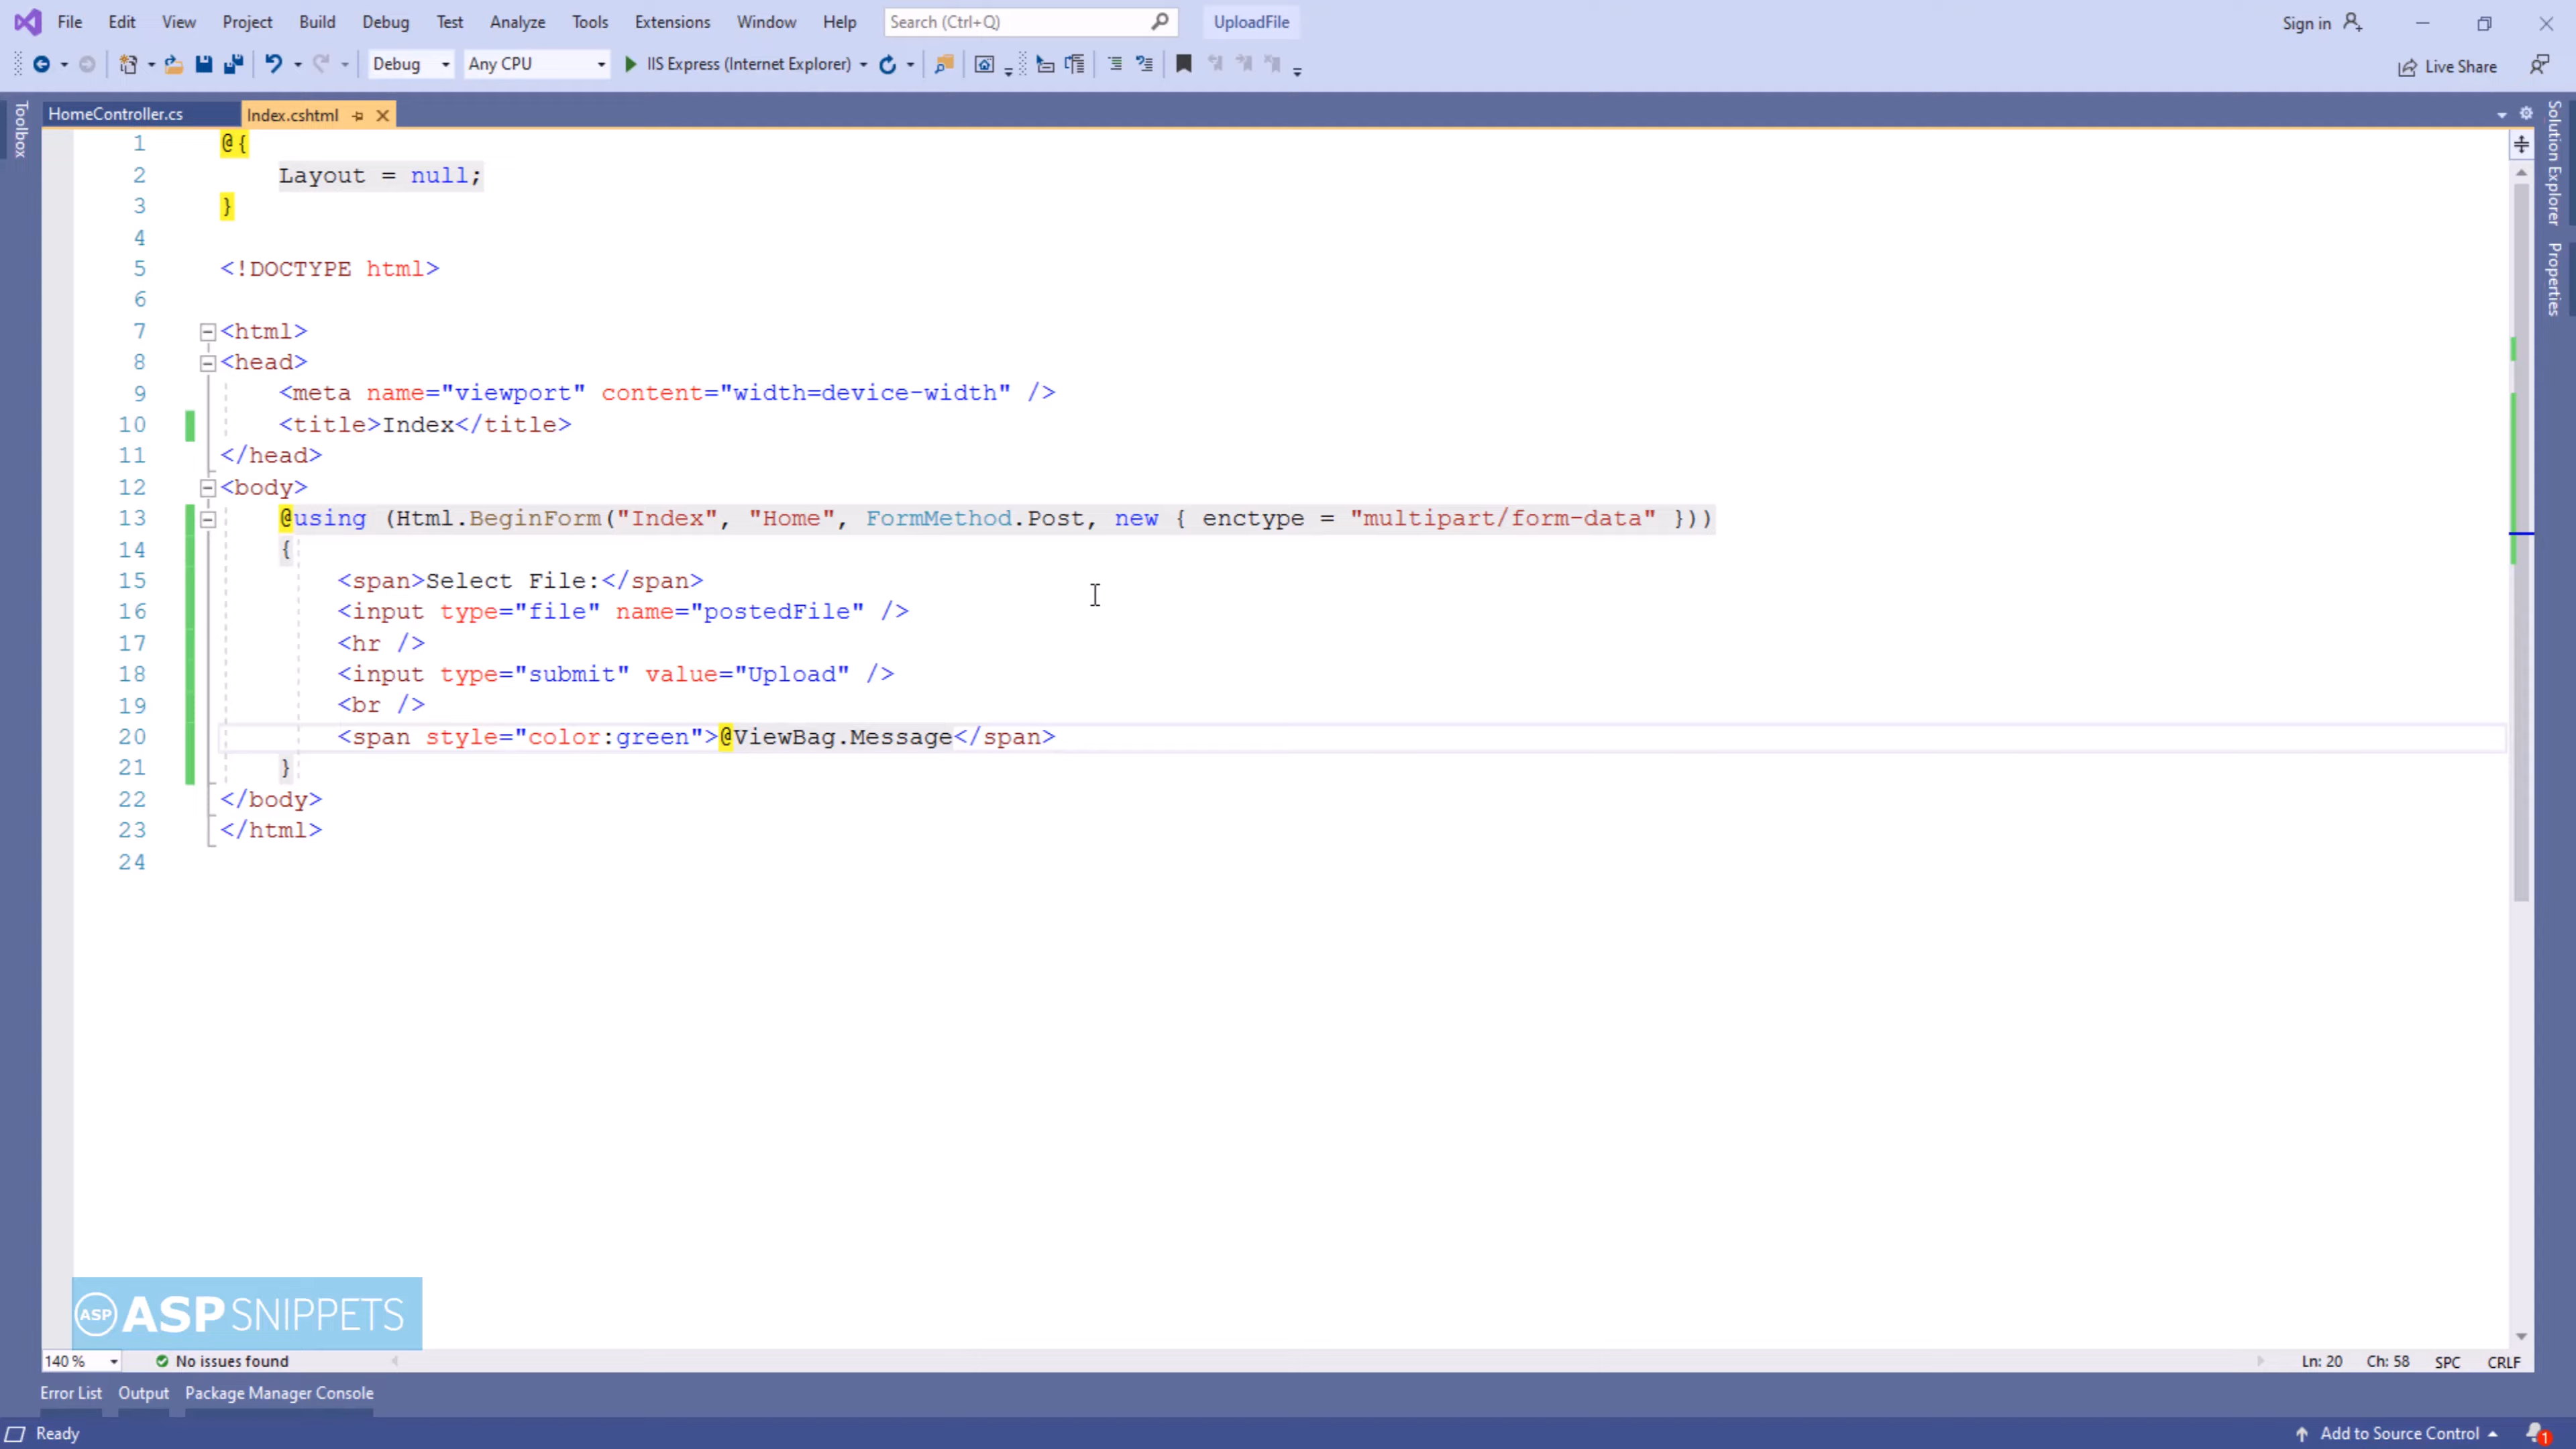 File Edit View Project Build Debug Test Analyze Tools Extensions Window Help Search (Ctrl+Q) UploadFile Sign in
Debug Any CPU IIS Express (Internet Explorer) Live Share
Toolbox
HomeController.cs Index.cshtml
Solution Explorer
Properties
1 @{
2 Layout = null;
3 }
4
5 <!DOCTYPE html>
6
7 <html>
8 <head>
9 <meta name="viewport" content="width=device-width" />
10 <title>Index</title>
11 </head>
12 <body>
13 @using (Html.BeginForm("Index", "Home", FormMethod.Post, new { enctype = "multipart/form-data" }))
14 {
15 <span>Select File:</span>
16 <input type="file" name="postedFile" />
17 <hr />
18 <input type="submit" value="Upload" />
19 <br />
20 <span style="color:green">@ViewBag.Message</span>
21 }
22 </body>
23 </html>
24
ASP ASPSNIPPETS
140 % No issues found Ln: 20 Ch: 58 SPC CRLF
Error List Output Package Manager Console
Ready Add to Source Control 1